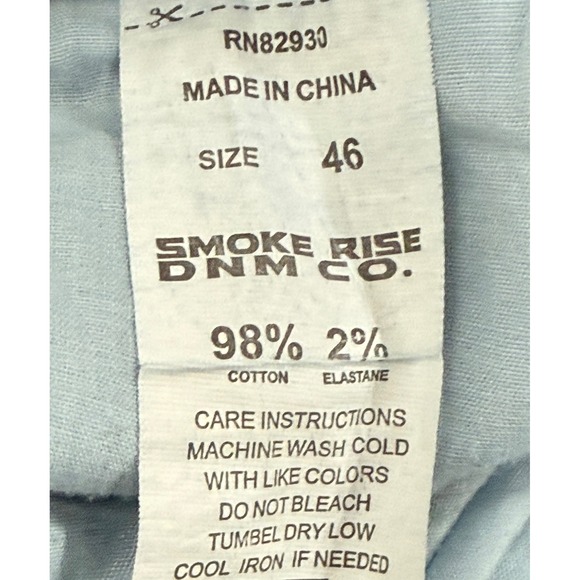 RN82930
MADE IN CHINA
SIZE 46
SMOKE RISE
DNM CO.
98% 2%
COTTON ELASTANE
CARE INSTRUCTIONS
MACHINE WASH COLD
WITH LIKE COLORS
DO NOT BLEACH
TUMBEL DRY LOW
COOL IRON IF NEEDED